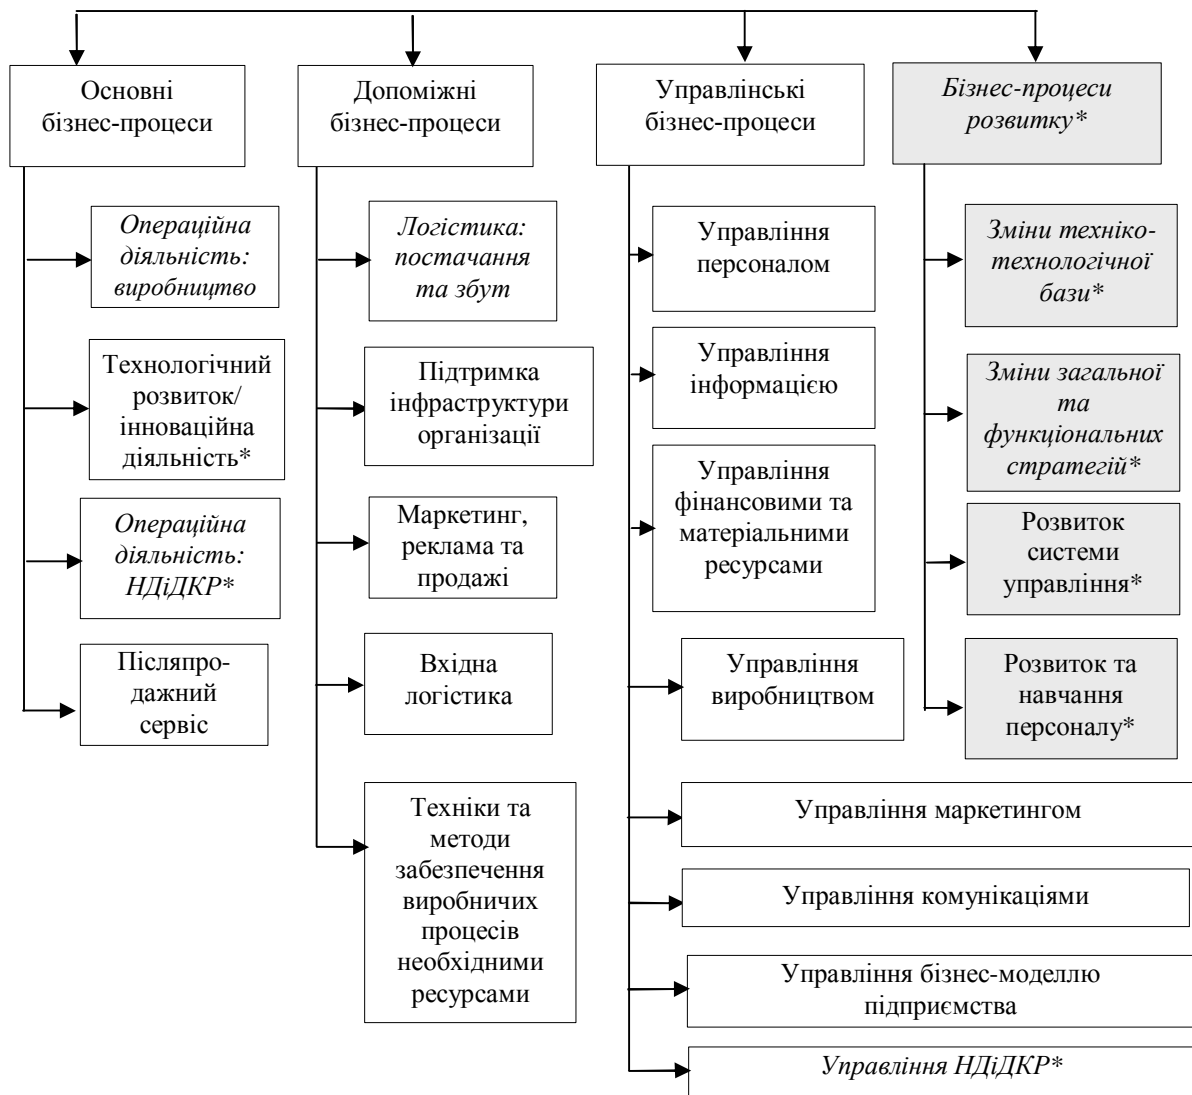 Основні
бізнес-процеси
Допоміжні
бізнес-процеси
Управлінські
бізнес-процеси
Бізнес-процеси
розвитку*
Операційна
діяльність:
виробництво
Технологічний
розвиток/
інноваційна
діяльність*
Операційна
діяльність:
НДіДКР*
Післяпро-
дажний
сервіс
Логістика:
постачання
та збут
Підтримка
інфраструктури
організації
Маркетинг,
реклама та
продажі
Вхідна
логістика
Техніки та
методи
забезпечення
виробничих
процесів
необхідними
ресурсами
Управління
персоналом
Управління
інформацією
Управління
фінансовими та
матеріальними
ресурсами
Управління
виробництвом
Управління маркетингом
Управління комунікаціями
Управління бізнес-моделлю
підприємства
Управління НДіДКР*
Зміни техніко-
технологічної
бази*
Зміни загальної
та
функціональних
стратегій*
Розвиток
системи
управління*
Розвиток та
навчання
персоналу*